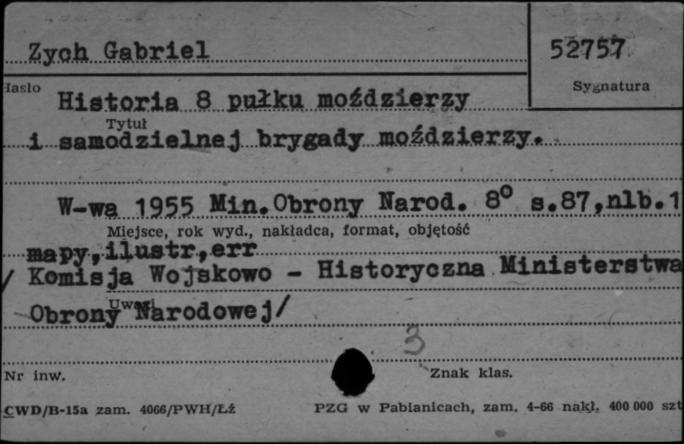 Zych Gabriel
52757
Hasło
Sygnatura
Historia 8 pułku moździerzy
Tytuł
i samodzielnej brygady moździerzy.
W-wa 1955 Min.Obrony Narod. 8° s.87,nlb.1
Miejsce, rok wyd., nakładca, format, objętość
mapy,ilustr,err
/ Komisja Wojskowo - Historyczna Ministerstwa
Uwagi
Obrony Narodowej/
3
Nr inw.
Znak klas.
CWD/B-15a zam. 4066/PWH/Łź
PZG w Pabianicach, zam. 4-66 nakł. 400 000 szt